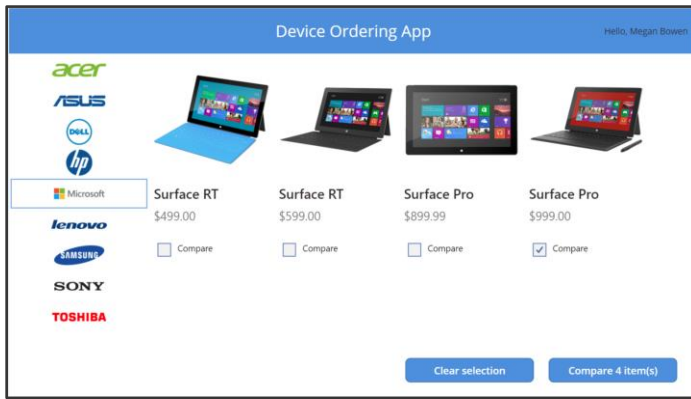 Device Ordering App
Hello, Megan Bowen
acer
ASUS
DELL
hp
Microsoft
lenovo
SAMSUNG
SONY
TOSHIBA
Surface RT
$499.00
Compare
Surface RT
$599.00
Compare
Surface Pro
$899.99
Compare
Surface Pro
$999.00
Compare
Clear selection
Compare 4 item(s)